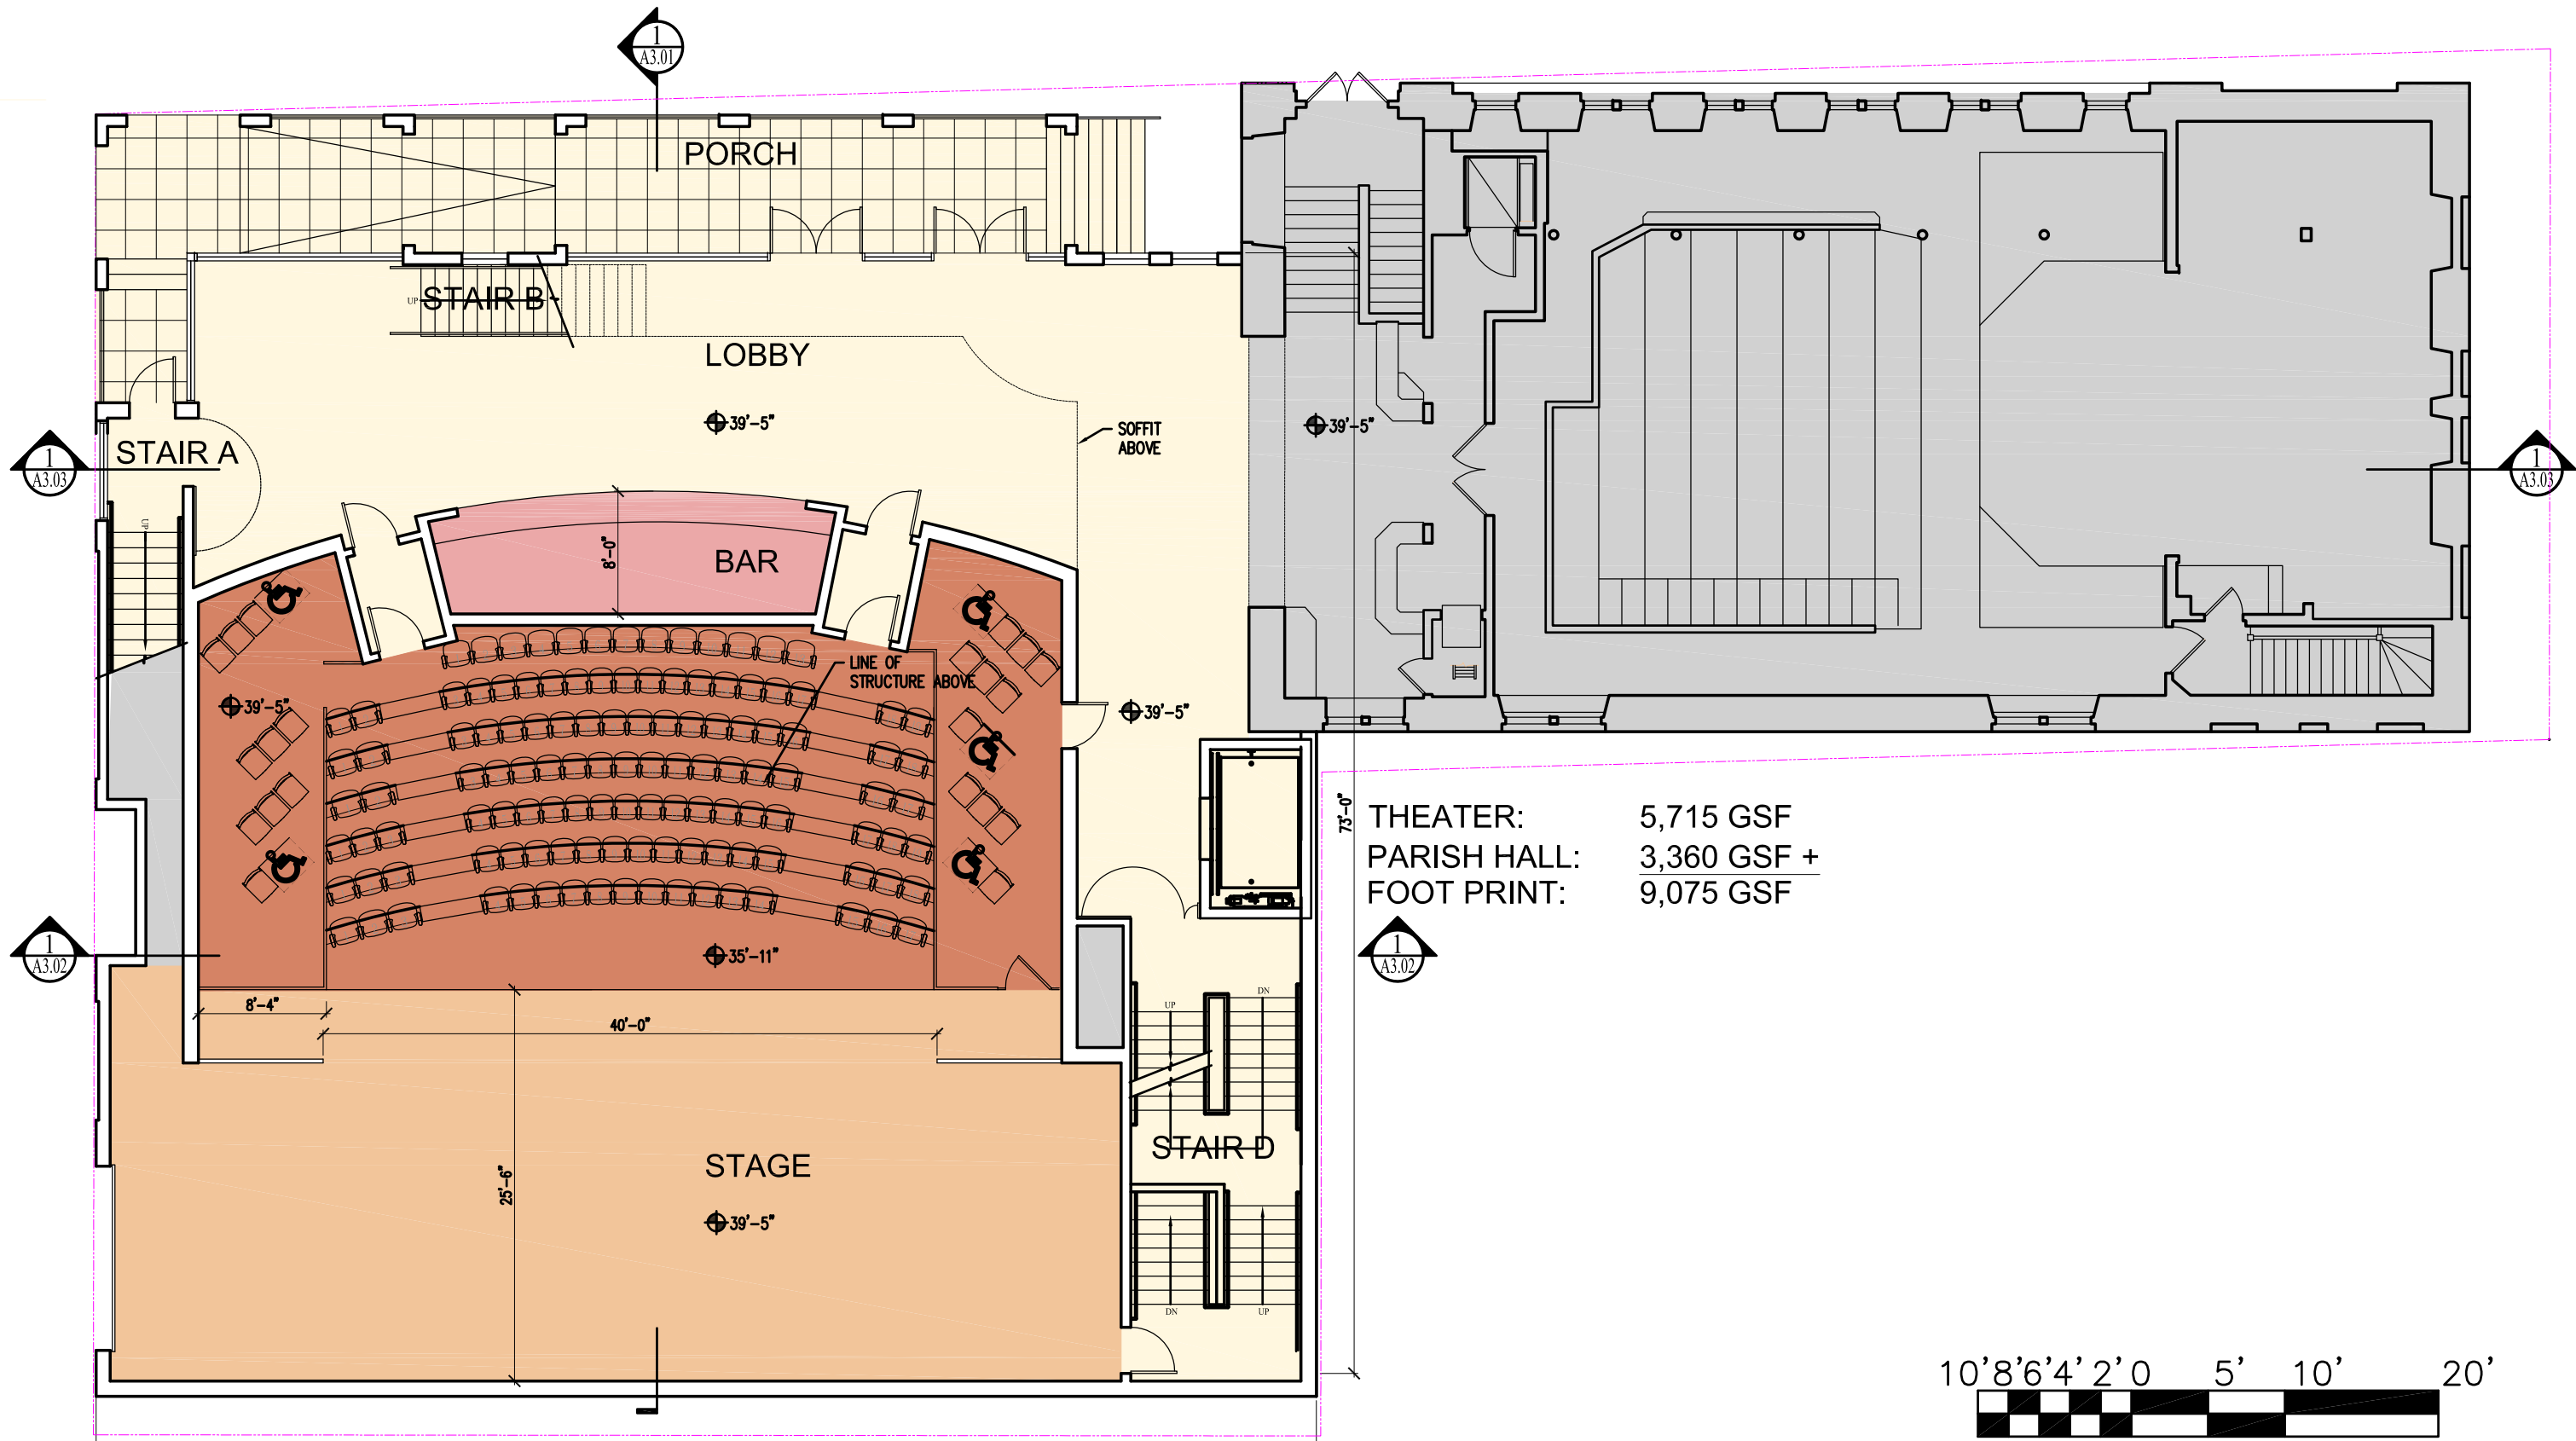 1
A3.01
PORCH
UP
STAIR B
LOBBY
39'-5"
SOFFIT
ABOVE
39'-5"
STAIR A
1
A3.03
1
A3.03
UP
8'-0"
BAR
LINE OF
STRUCTURE ABOVE
39'-5"
39'-5"
73'-0"
THEATER: 5,715 GSF
PARISH HALL: 3,360 GSF +
FOOT PRINT: 9,075 GSF
1
A3.02
1
A3.02
35'-11"
8'-4"
40'-0"
UP
DN
STAGE
STAIR D
25'-6"
39'-5"
DN
UP
10'8'6'4'2'0 5' 10' 20'